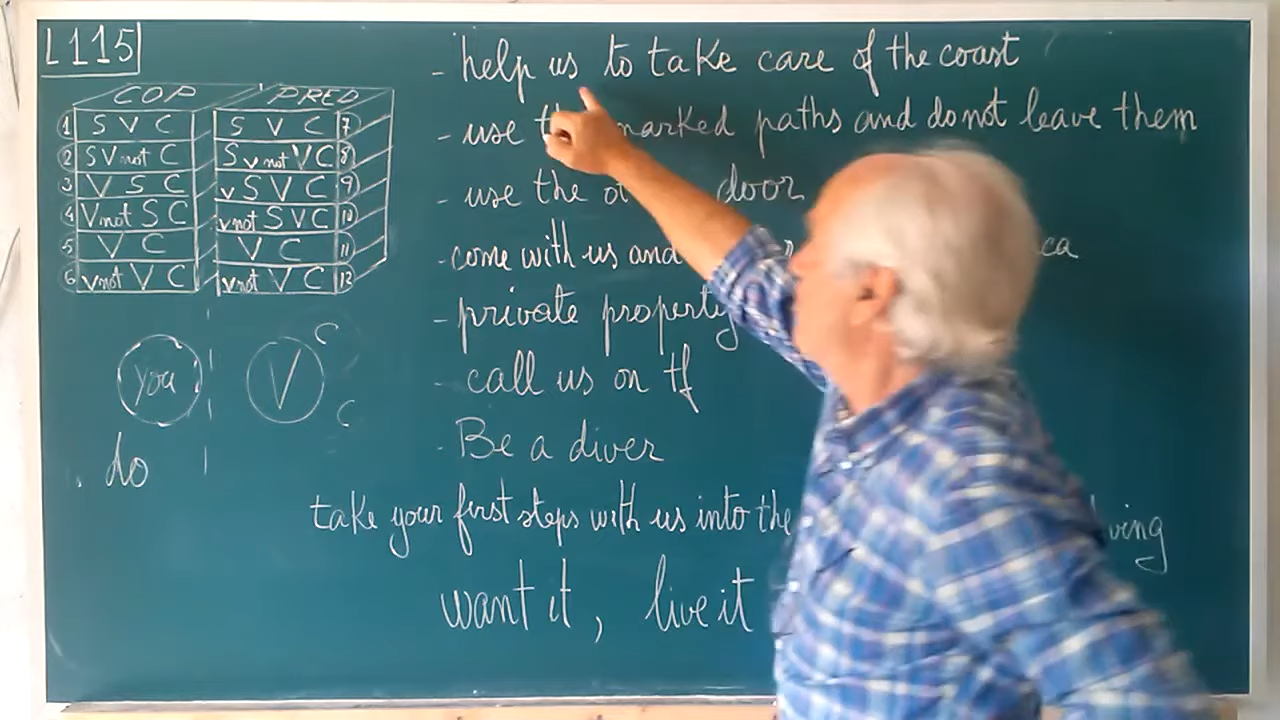 L115
COP PRED
1 S V C S V C 7
2 S V not C S v not V C 8
3 V S C v S V C 9
4 V not S C v not S V C 10
5 V C V C 11
6 v not V C v not V C 12
you V C C
. do
- help us to take care of the coast
- use marked paths and do not leave them
- use the door
- come with us and
- private property
- call us on tf
- Be a diver
take your first steps with us into the
want it, live it